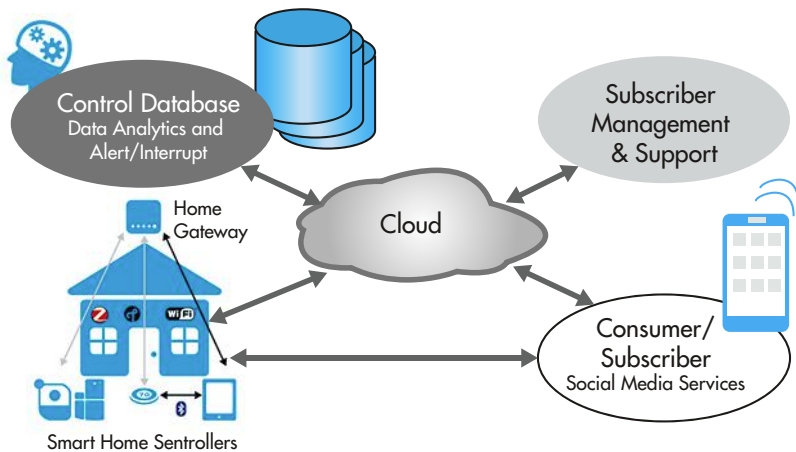 Control Database
Data Analytics and
Alert/Interrupt
Subscriber
Management
& Support
Home
Gateway
Cloud
WiFi
Consumer/
Subscriber
Social Media Services
Smart Home Sentrollers